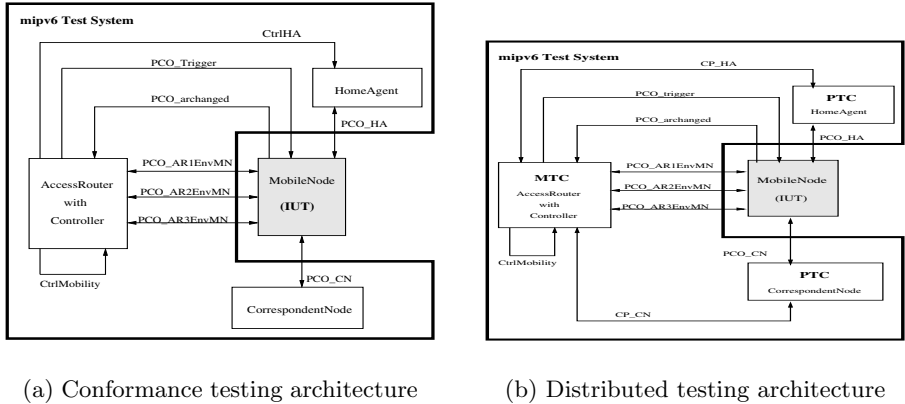 mipv6 Test System
CtrlHA
PCO_Trigger
HomeAgent
PCO_archanged
PCO_HA
PCO_AR1EnvMN
AccessRouter
with
Controller
PCO_AR2EnvMN
MobileNode
(IUT)
PCO_AR3EnvMN
CtrlMobility
PCO_CN
CorrespondentNode
(a) Conformance testing architecture
mipv6 Test System
CP_HA
PTC
HomeAgent
PCO_trigger
PCO_archanged
PCO_HA
PCO_AR1EnvMN
MTC
AccessRouter
with
Controller
PCO_AR2EnvMN
MobileNode
(IUT)
PCO_AR3EnvMN
CtrlMobility
PCO_CN
PTC
CorrespondentNode
CP_CN
(b) Distributed testing architecture